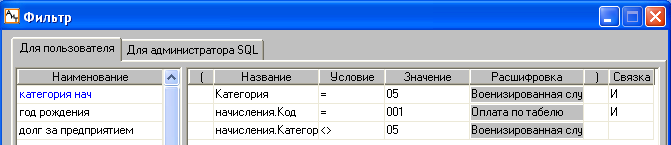 Фильтр
Для пользователя Для администратора SQL
Наименование ( Название Условие Значение Расшифровка ) Связка
категория нач Категория = 05 Военизированная слу И
год рождения начисления.Код = 001 Оплата по табелю И
долг за предприятием начисления.Категор <> 05 Военизированная слу